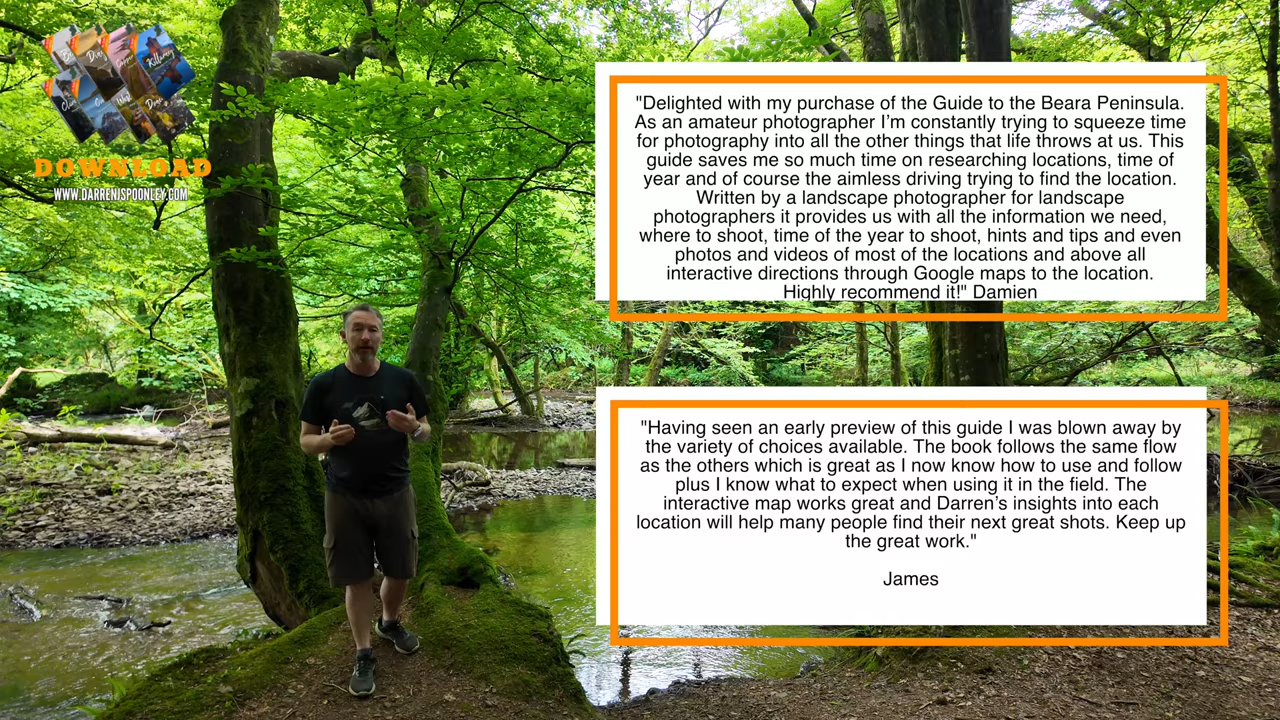 DOWNLOAD
WWW.DARRENJSPOONLEY.COM
"Delighted with my purchase of the Guide to the Beara Peninsula.
As an amateur photographer I'm constantly trying to squeeze time
for photography into all the other things that life throws at us. This
guide saves me so much time on researching locations, time of
year and of course the aimless driving trying to find the location.
Written by a landscape photographer for landscape
photographers it provides us with all the information we need,
where to shoot, time of the year to shoot, hints and tips and even
photos and videos of most of the locations and above all
interactive directions through Google maps to the location.
Highly recommend it!" Damien
"Having seen an early preview of this guide I was blown away by
the variety of choices available. The book follows the same flow
as the others which is great as I now know how to use and follow
plus I know what to expect when using it in the field. The
interactive map works great and Darren's insights into each
location will help many people find their next great shots. Keep up
the great work."
James